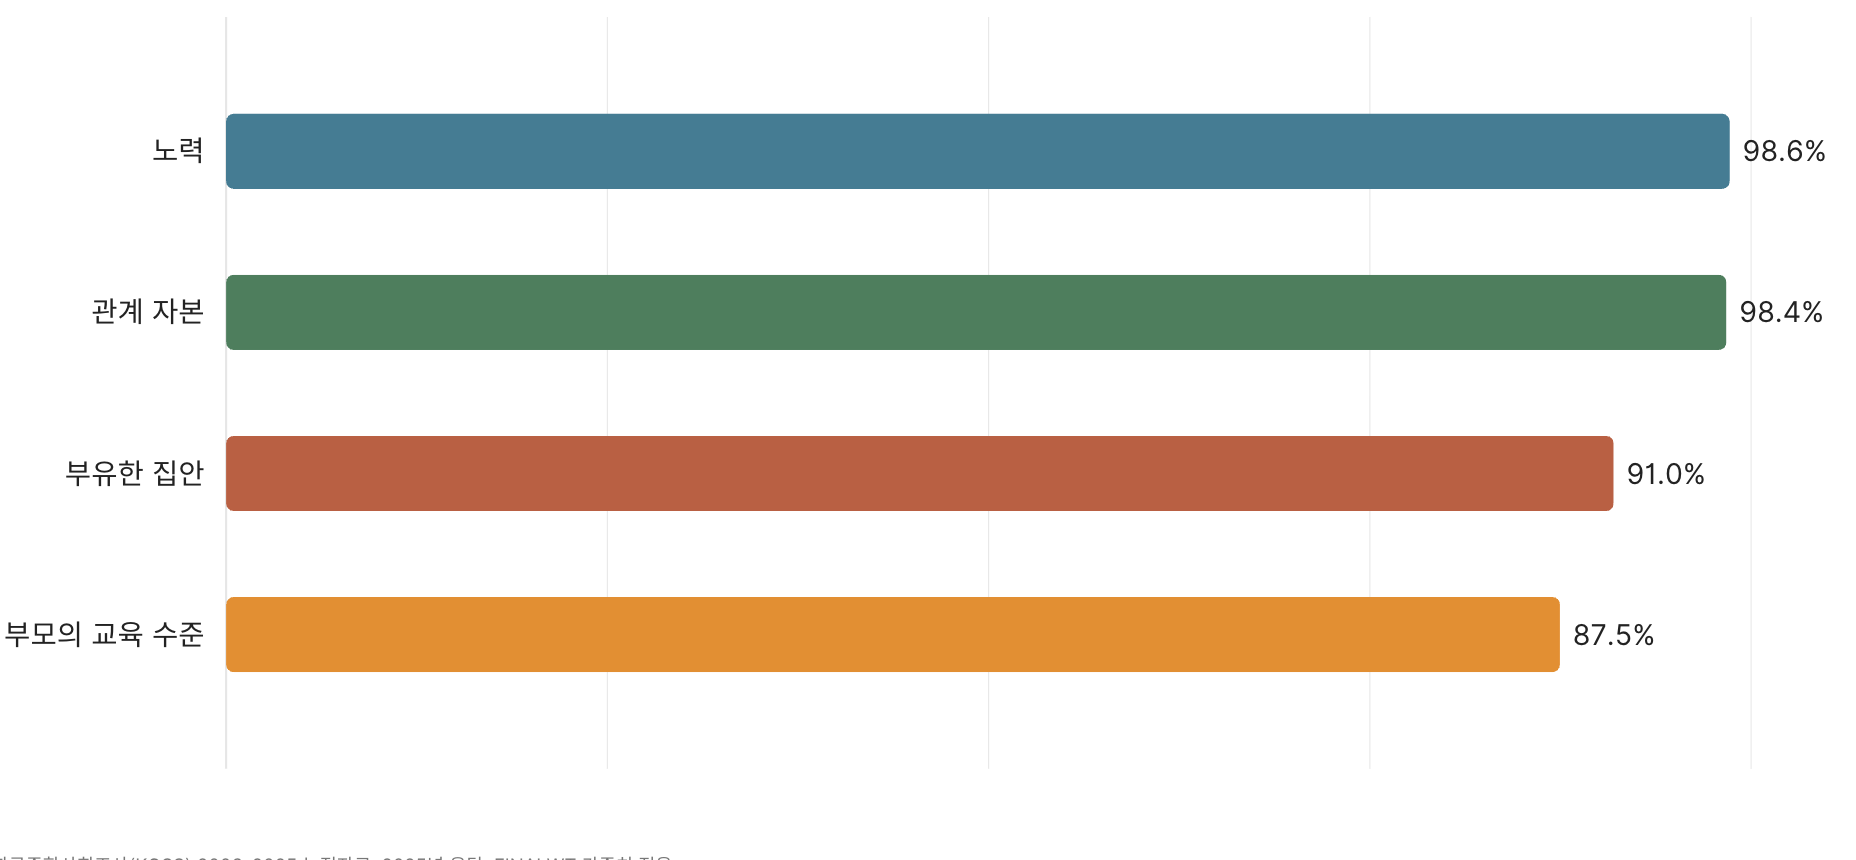 노력 98.6%
관계 자본 98.4%
부유한 집안 91.0%
부모의 교육 수준 87.5%